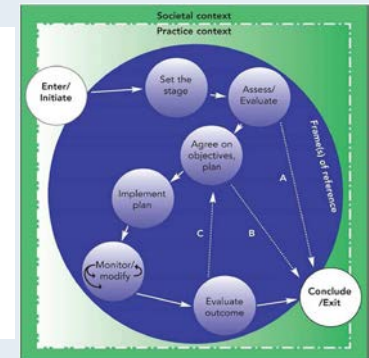 Societal context
Practice context
Enter/
Initiate
Set the
stage
Assess/
Evaluate
Agree on
objectives,
plan
Frame(s) of reference
A
Implement
plan
C
B
Monitor/
modify
Evaluate
outcome
Conclude
/Exit